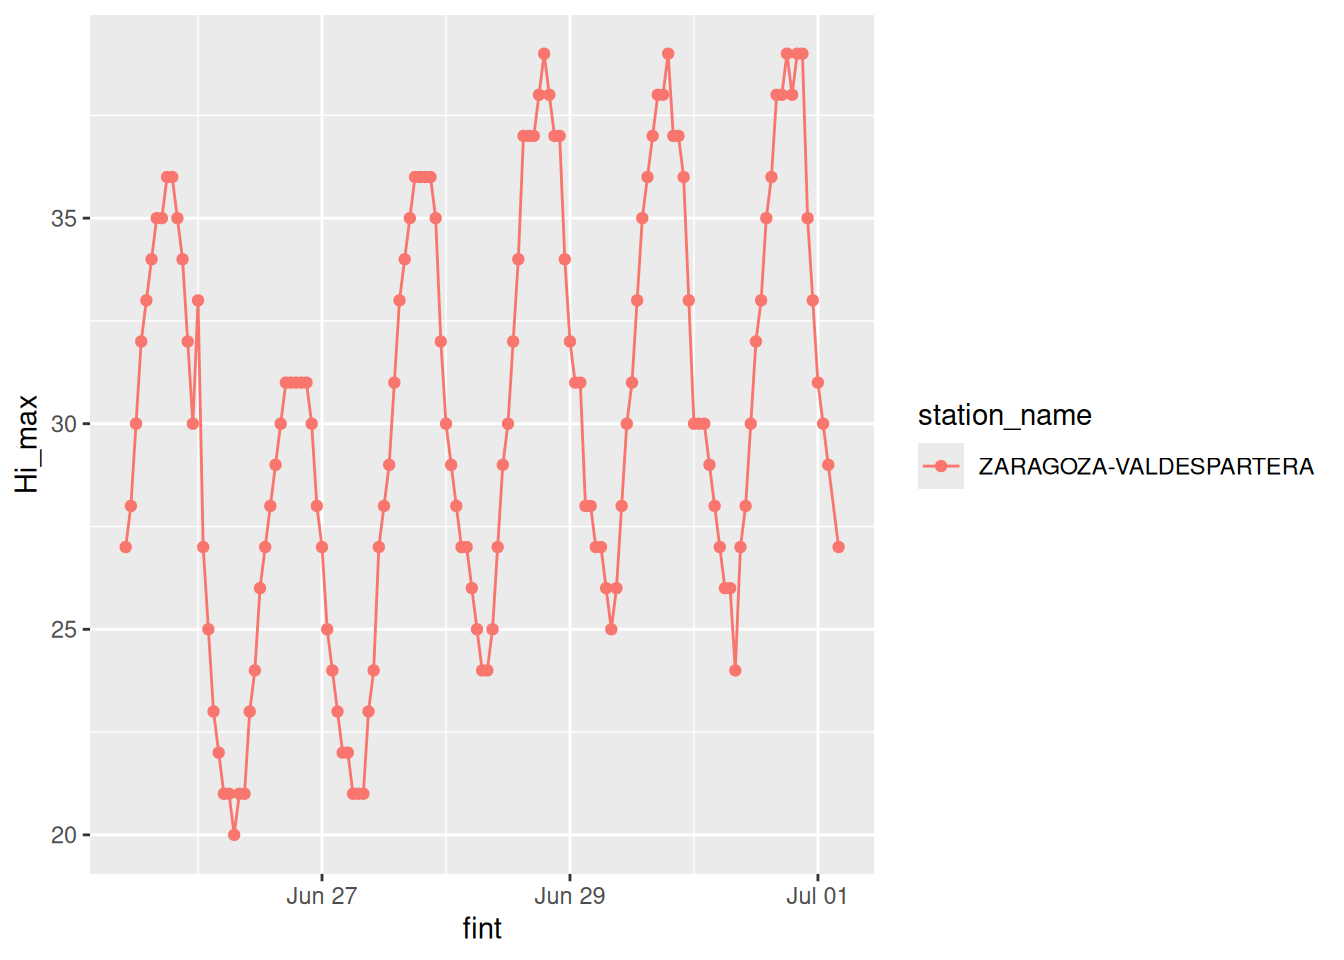 Hi_max
35
30
25
20
Jun 27
Jun 29
Jul 01
fint
station_name
ZARAGOZA-VALDESPARTERA